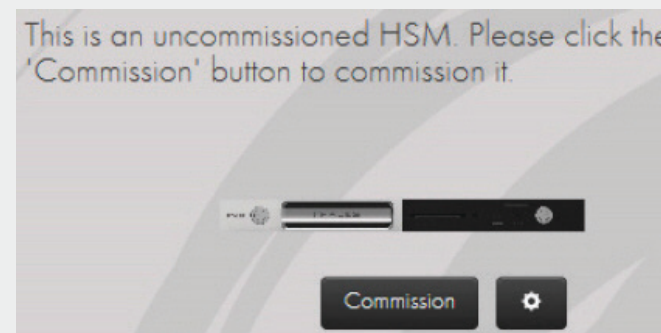 This is an uncommissioned HSM. Please click the
'Commission' button to commission it.
Commission